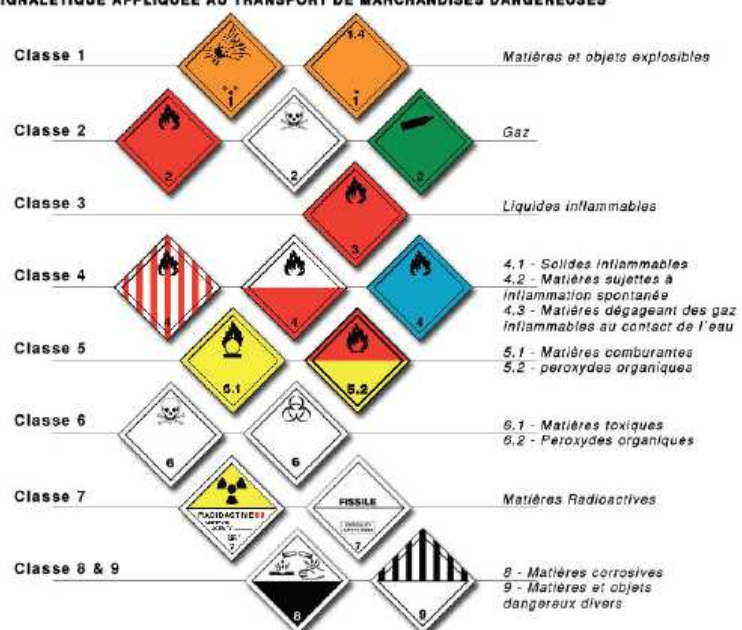 SIGNALÉTIQUE APPLIQUÉE AU TRANSPORT DE MARCHANDISES DANGEREUSES
Classe 1
1
1.4
1
Matières et objets explosibles
Classe 2
2
2
2
Gaz
Classe 3
3
Liquides inflammables
Classe 4
4
4
4
4.1 - Solides inflammables
4.2 - Matières sujettes à
inflammation spontanée
4.3 - Matières dégageant des gaz
inflammables au contact de l'eau
Classe 5
5.1
5.2
5.1 - Matières comburantes
5.2 - peroxydes organiques
Classe 6
6
6
6.1 - Matières toxiques
6.2 - Peroxydes organiques
Classe 7
RADIOACTIVE
7
FISSILE
7
Matières Radioactives
Classe 8 & 9
8
9
8 - Matières corrosives
9 - Matières et objets
dangereux divers